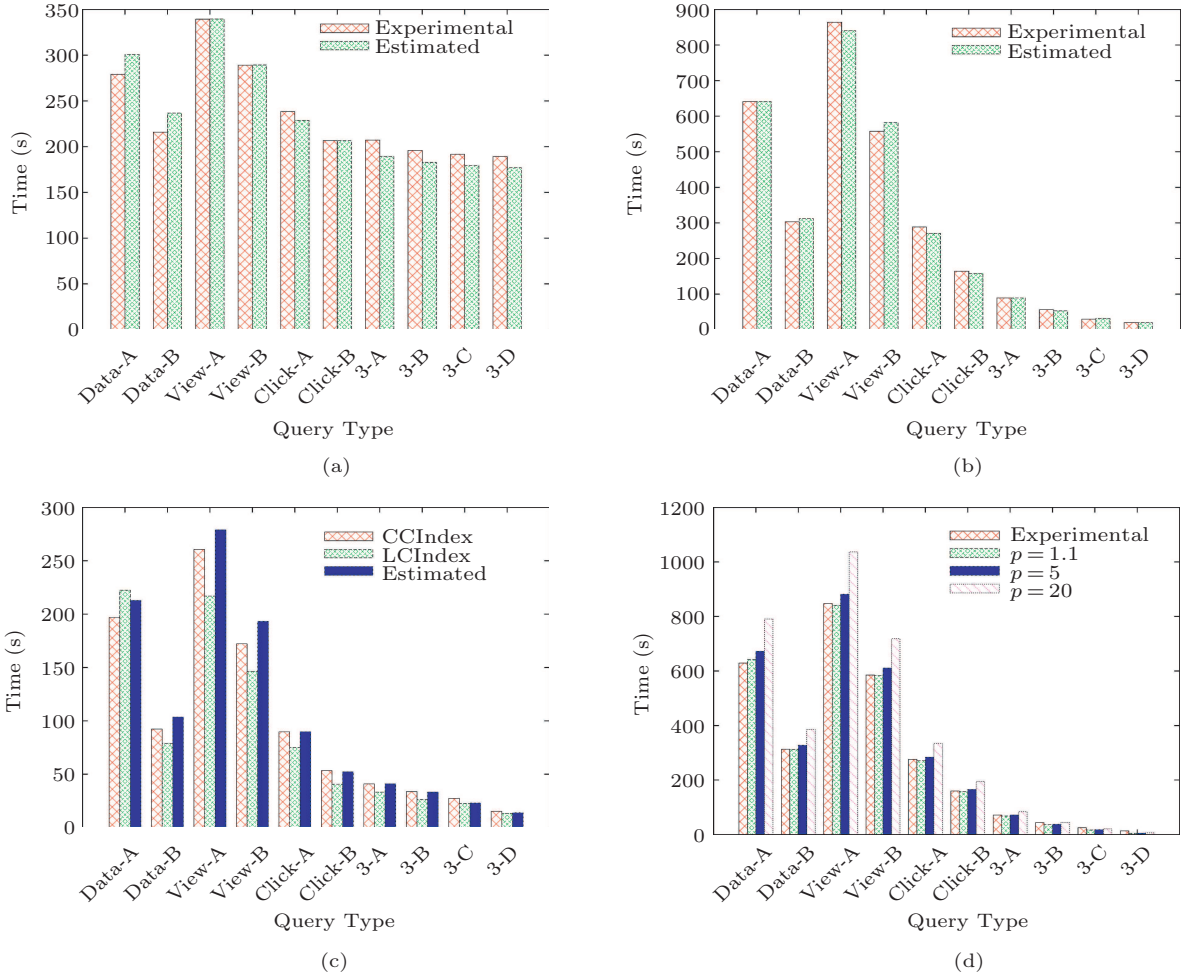 350
300
250
200
150
100
50
0
Time (s)
Experimental
Estimated
Data-A
Data-B
View-A
View-B
Click-A
Click-B
3-A
3-B
3-C
3-D
Query Type
(a)
900
800
700
600
500
400
300
200
100
0
Time (s)
Experimental
Estimated
Data-A
Data-B
View-A
View-B
Click-A
Click-B
3-A
3-B
3-C
3-D
Query Type
(b)
300
250
200
150
100
50
0
Time (s)
CCIndex
LCIndex
Estimated
Data-A
Data-B
View-A
View-B
Click-A
Click-B
3-A
3-B
3-C
3-D
Query Type
(c)
1200
1000
800
600
400
200
0
Time (s)
Experimental
p = 1.1
p = 5
p = 20
Data-A
Data-B
View-A
View-B
Click-A
Click-B
3-A
3-B
3-C
3-D
Query Type
(d)